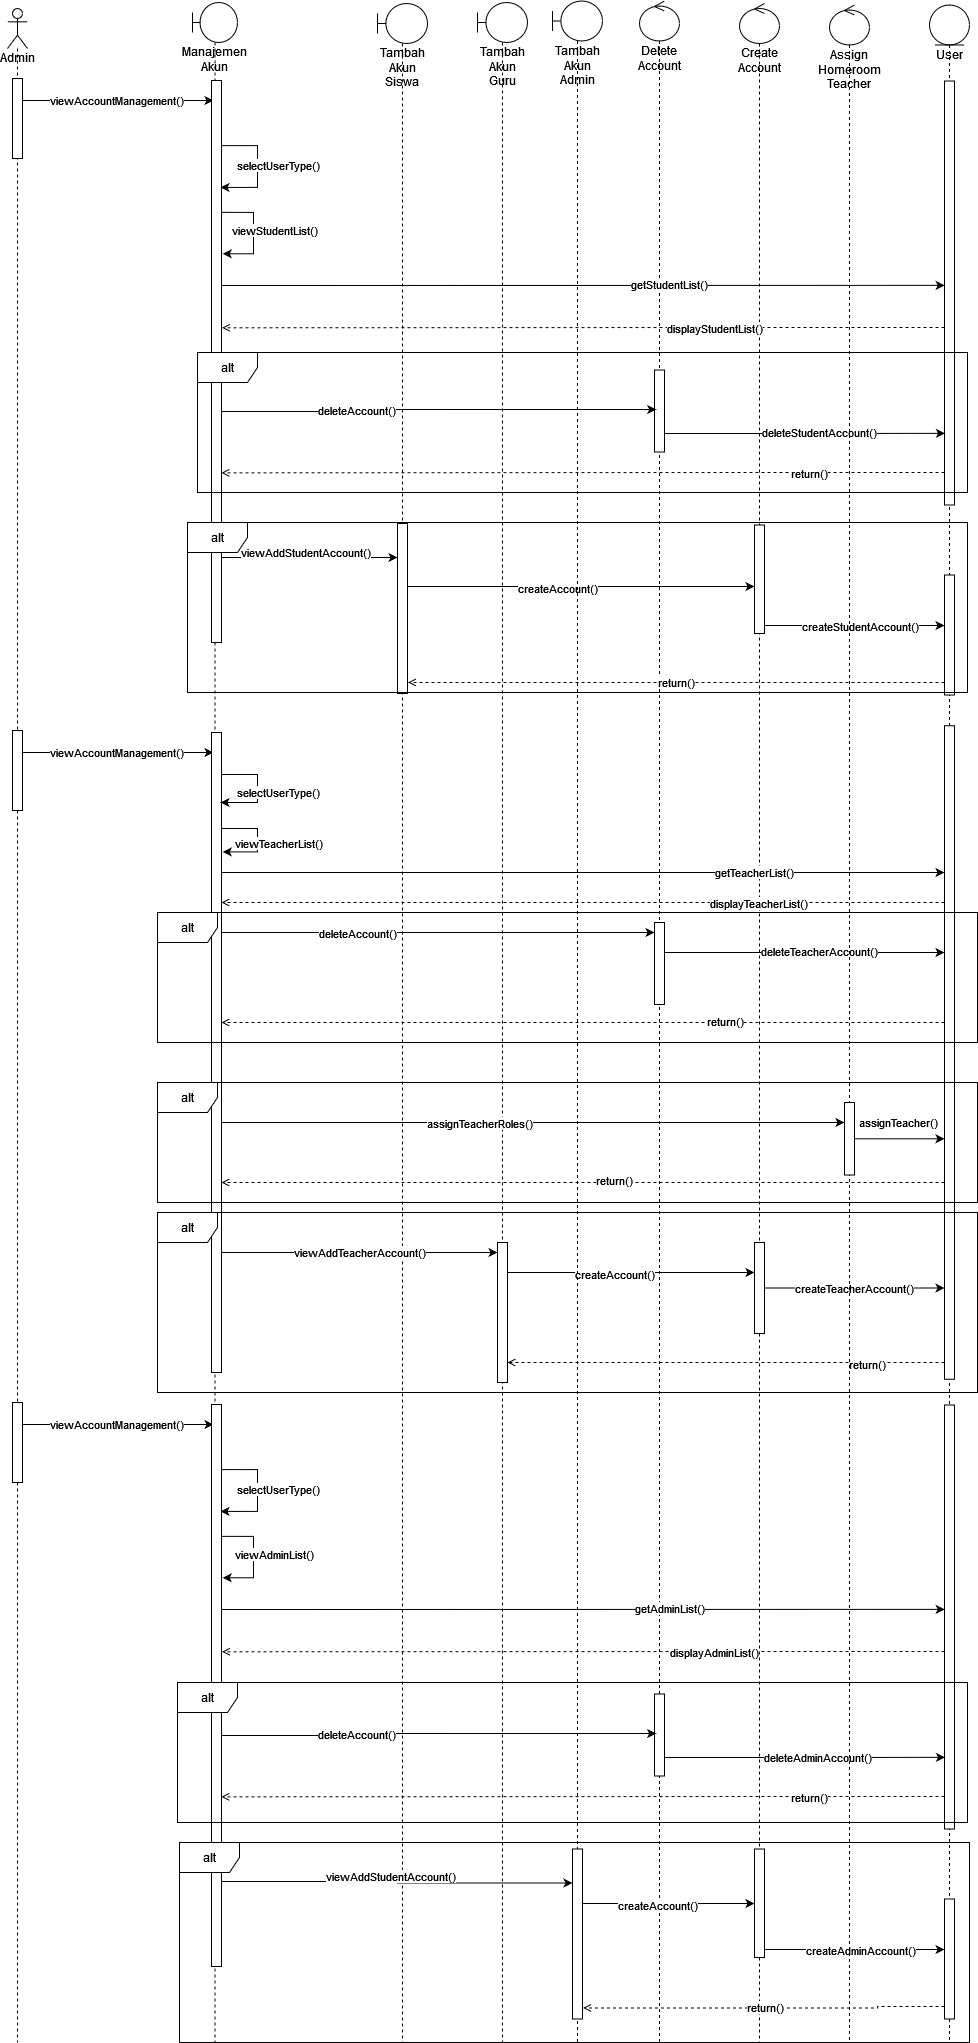 Admin
Manajemen
Akun
Tambah
Akun
Siswa
Tambah
Akun
Guru
Tambah
Akun
Admin
Delete
Account
Create
Account
Assign
Homeroom
Teacher
User
viewAccountManagement()
selectUserType()
viewStudentList()
getStudentList()
displayStudentList()
alt
deleteAccount()
deleteStudentAccount()
return()
alt
viewAddStudentAccount()
createAccount()
createStudentAccount()
return()
viewAccountManagement()
selectUserType()
viewTeacherList()
getTeacherList()
displayTeacherList()
alt
deleteAccount()
deleteTeacherAccount()
return()
alt
assignTeacherRoles()
assignTeacher()
return()
alt
viewAddTeacherAccount()
createAccount()
createTeacherAccount()
return()
viewAccountManagement()
selectUserType()
viewAdminList()
getAdminList()
displayAdminList()
alt
deleteAccount()
deleteAdminAccount()
return()
alt
viewAddStudentAccount()
createAccount()
createAdminAccount()
return()